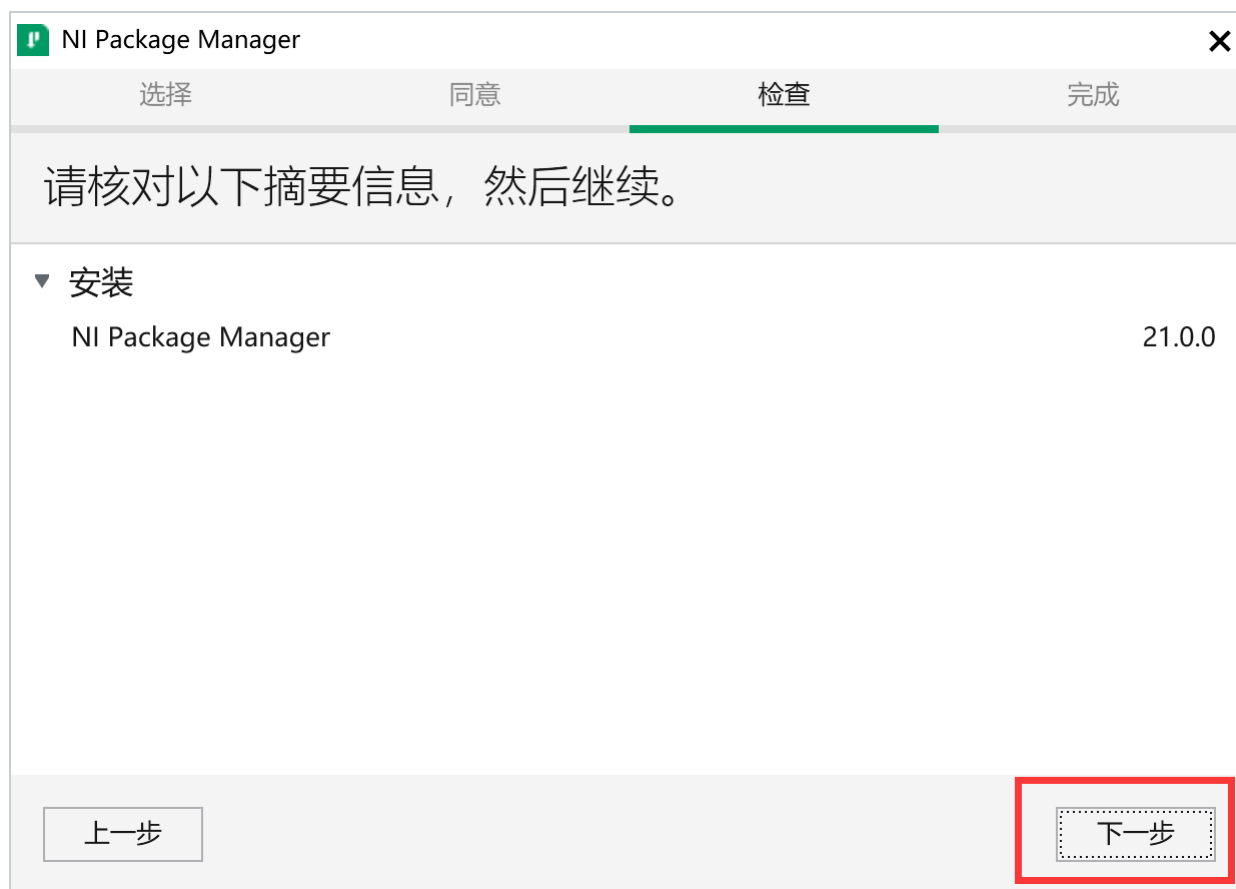 NI Package Manager
选择 同意 检查 完成
请核对以下摘要信息，然后继续。
安装
NI Package Manager 21.0.0
上一步 下一步